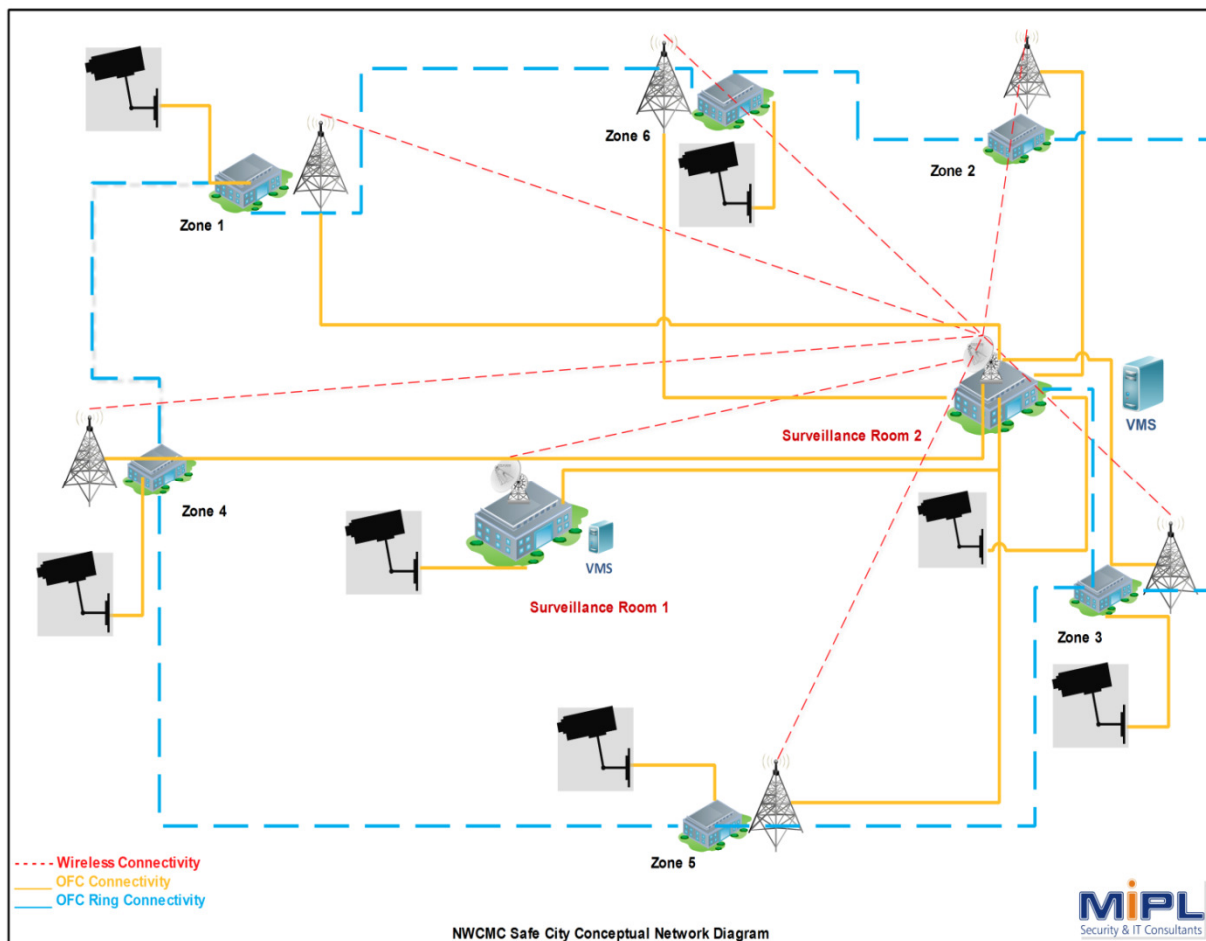 Zone 6
Zone 2
Zone 1
Surveillance Room 2
VMS
Zone 4
VMS
Surveillance Room 1
Zone 3
Zone 5
Wireless Connectivity
OFC Connectivity
OFC Ring Connectivity
MiPL
Security & IT Consultants
NWCMC Safe City Conceptual Network Diagram